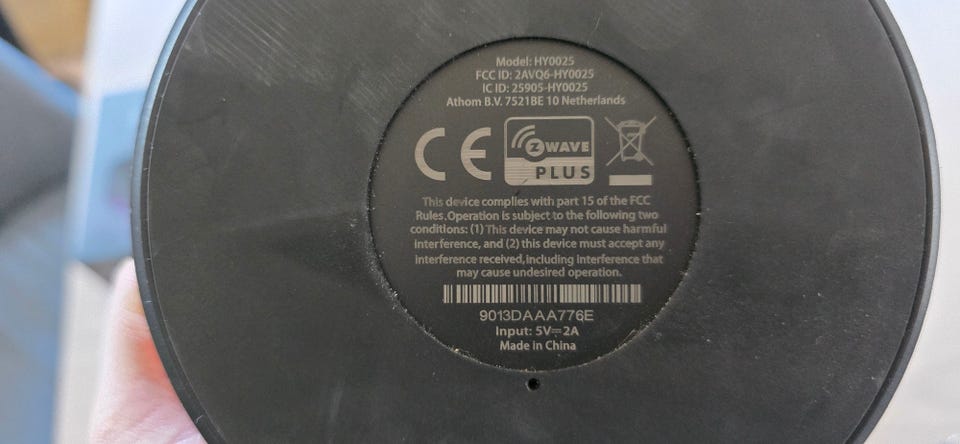 Model: HY0025
FCC ID: 2AVQ6-HY0025
IC ID: 25905-HY0025
Athom B.V. 7521BE 10 Netherlands
CE
Z WAVE
PLUS
This device complies with part 15 of the FCC
Rules.Operation is subject to the following two
conditions: (1) This device may not cause harmful
interference, and (2) this device must accept any
interference received,including interference that
may cause undesired operation.
9013DAAA776E
Input: 5V⎓2A
Made in China